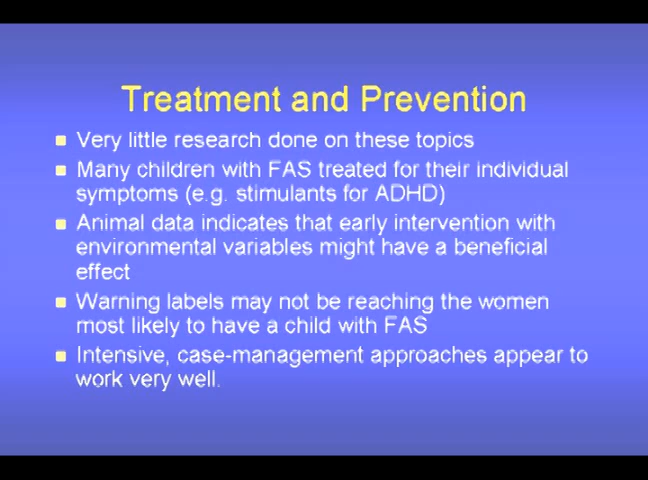 Treatment and Prevention
Very little research done on these topics
Many children with FAS treated for their individual
symptoms (e.g. stimulants for ADHD)
Animal data indicates that early intervention with
environmental variables might have a beneficial
effect
Warning labels may not be reaching the women
most likely to have a child with FAS
Intensive, case-management approaches appear to
work very well.